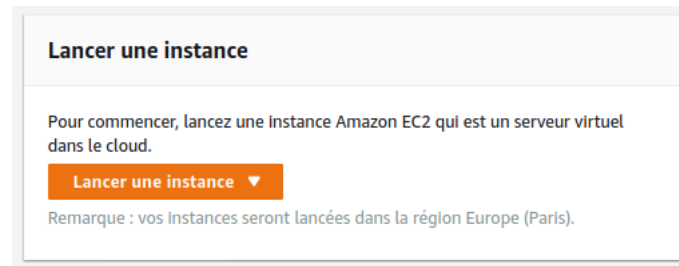 Lancer une instance
Pour commencer, lancez une instance Amazon EC2 qui est un serveur virtuel
dans le cloud.
Lancer une instance
Remarque : vos instances seront lancées dans la région Europe (Paris).